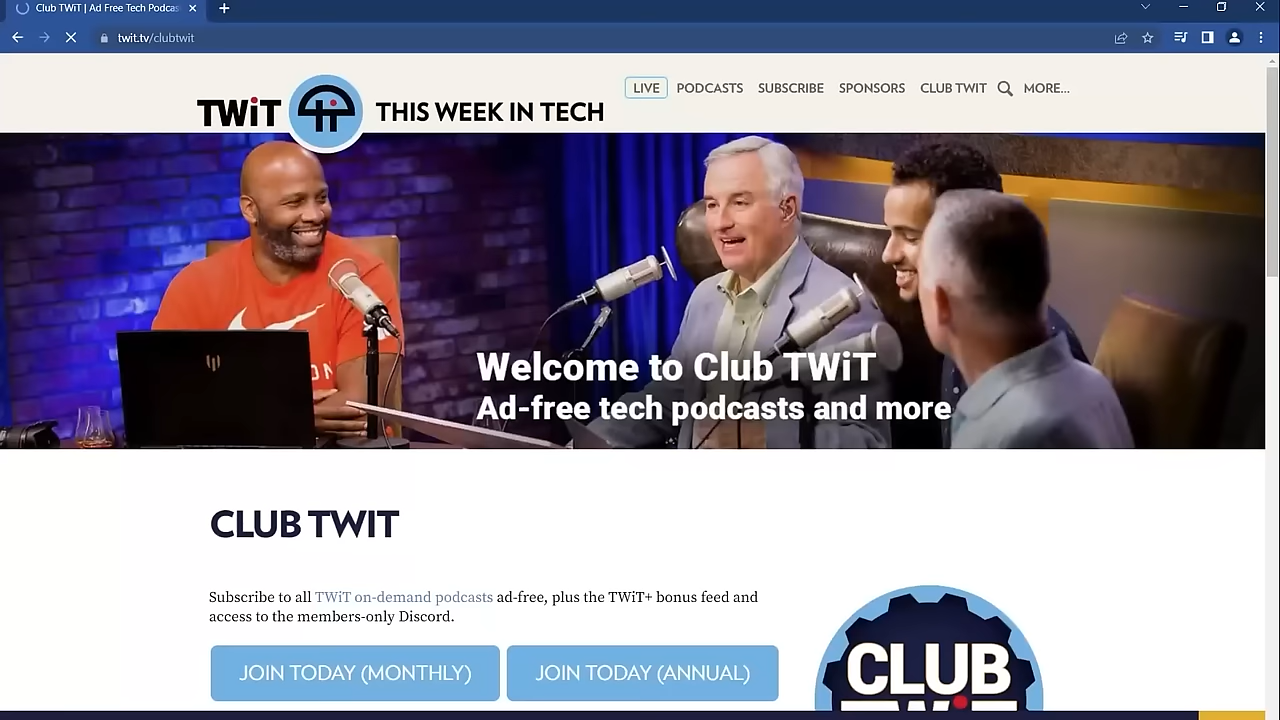 Club TWiT | Ad Free Tech Podcas
twit.tv/clubtwit
TWiT
THIS WEEK IN TECH
LIVE
PODCASTS
SUBSCRIBE
SPONSORS
CLUB TWIT
MORE...
Welcome to Club TWiT
Ad-free tech podcasts and more
CLUB TWIT
Subscribe to all TWiT on-demand podcasts ad-free, plus the TWiT+ bonus feed and
access to the members-only Discord.
JOIN TODAY (MONTHLY)
JOIN TODAY (ANNUAL)
CLUB
TWiT